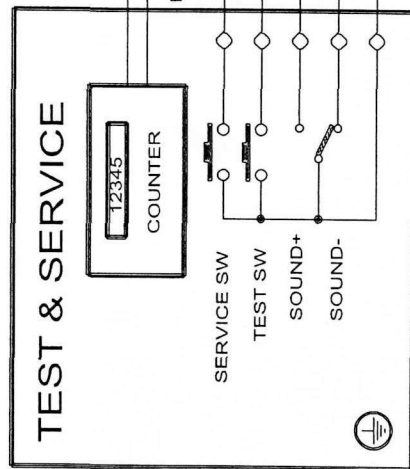 TEST & SERVICE
12345
COUNTER
SERVICE SW
TEST SW
SOUND+
SOUND-